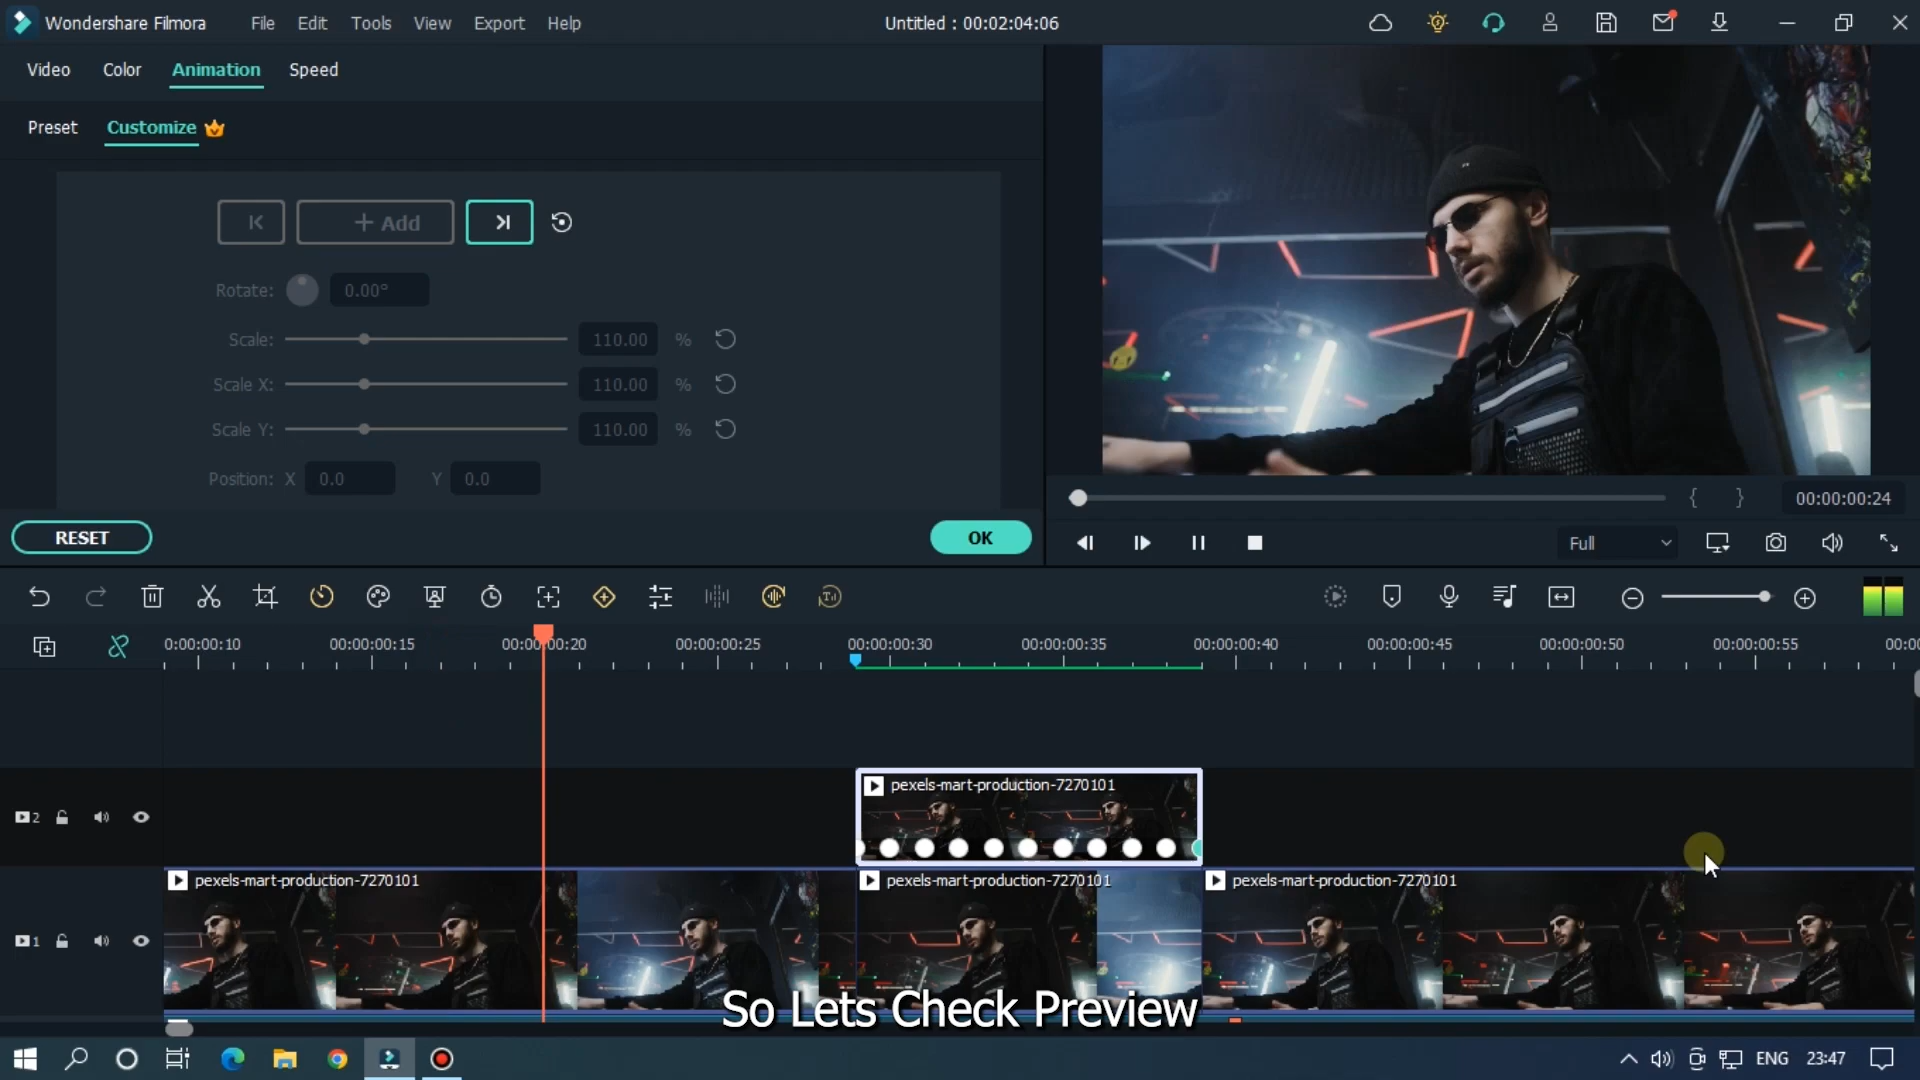 Wondershare Filmora File Edit Tools View Export Help Untitled : 00:02:04:06
Video Color Animation Speed
Preset Customize
+ Add
Rotate: 0.00°
Scale: 110.00 %
Scale X: 110.00 %
Scale Y: 110.00 %
Position: X 0.0 Y 0.0
RESET OK
{ } 00:00:00:24
Full
0:00:00:10 00:00:00:15 00:00:00:20 00:00:00:25 00:00:00:30 00:00:00:35 00:00:00:40 00:00:00:45 00:00:00:50 00:00:00:55 00:00
2 pexels-mart-production-7270101
1 pexels-mart-production-7270101 pexels-mart-production-7270101 pexels-mart-production-7270101
So Lets Check Preview
ENG 23:47